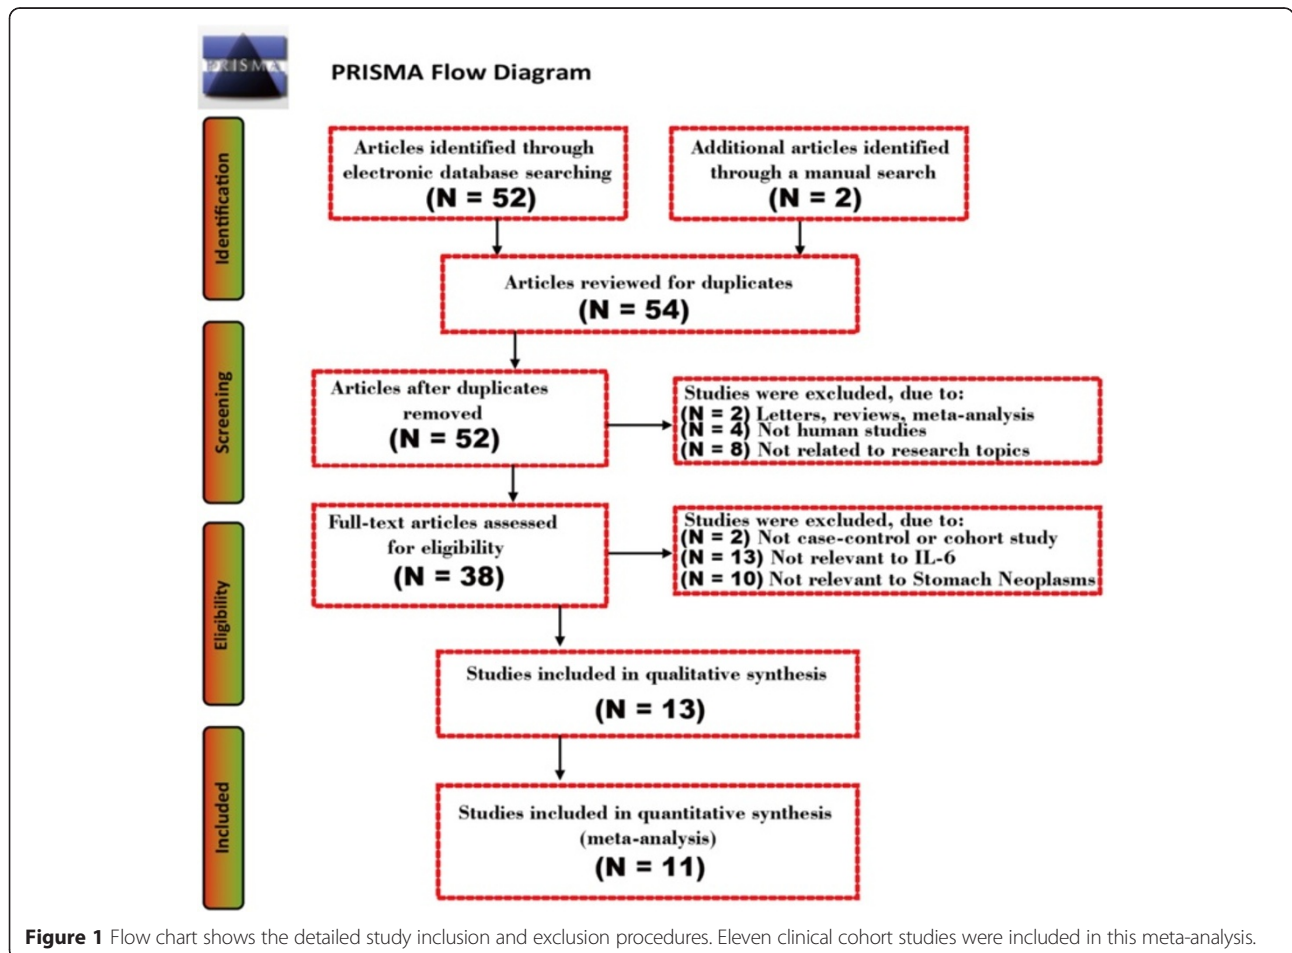 PRISMA
PRISMA Flow Diagram
Identification
Articles identified through
electronic database searching
(N = 52)
Additional articles identified
through a manual search
(N = 2)
Articles reviewed for duplicates
(N = 54)
Screening
Articles after duplicates
removed
(N = 52)
Studies were excluded, due to:
(N = 2) Letters, reviews, meta-analysis
(N = 4) Not human studies
(N = 8) Not related to research topics
Eligibility
Full-text articles assessed
for eligibility
(N = 38)
Studies were excluded, due to:
(N = 2) Not case-control or cohort study
(N = 13) Not relevant to IL-6
(N = 10) Not relevant to Stomach Neoplasms
Studies included in qualitative synthesis
(N = 13)
Included
Studies included in quantitative synthesis
(meta-analysis)
(N = 11)
Figure 1 Flow chart shows the detailed study inclusion and exclusion procedures. Eleven clinical cohort studies were included in this meta-analysis.